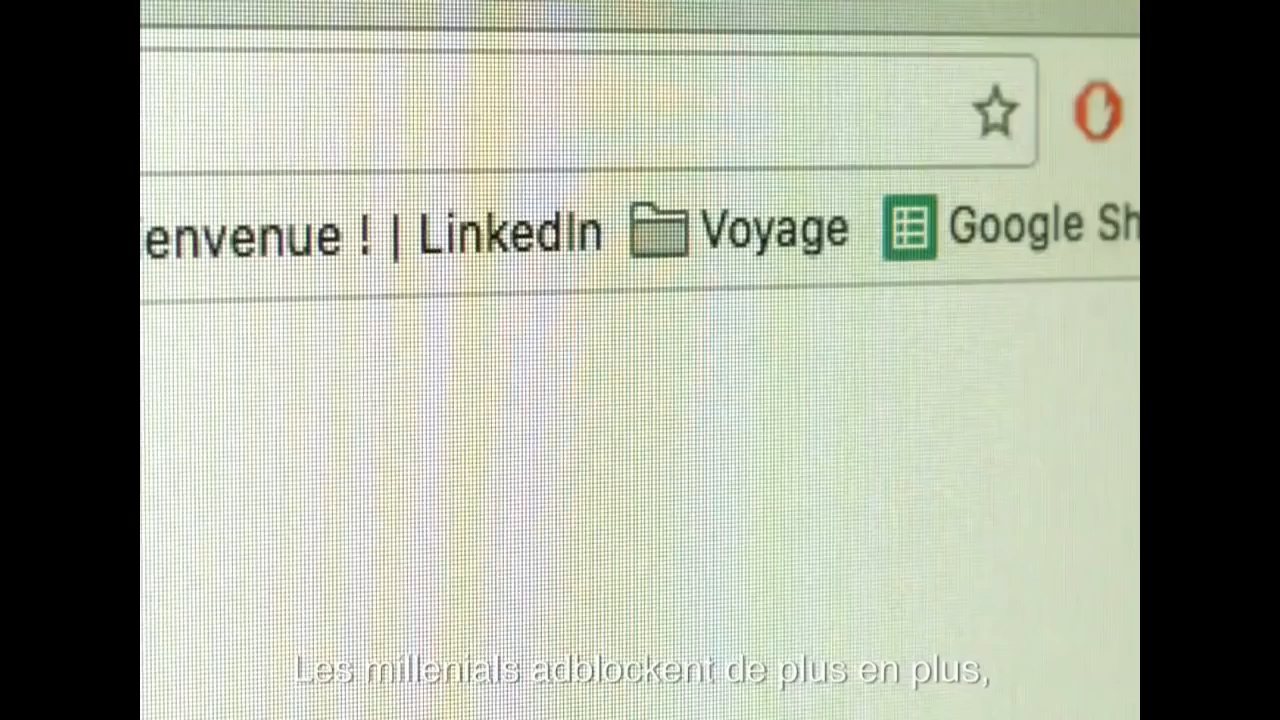 envenue ! | LinkedIn Voyage Google Sh
Les millenials adblockent de plus en plus,